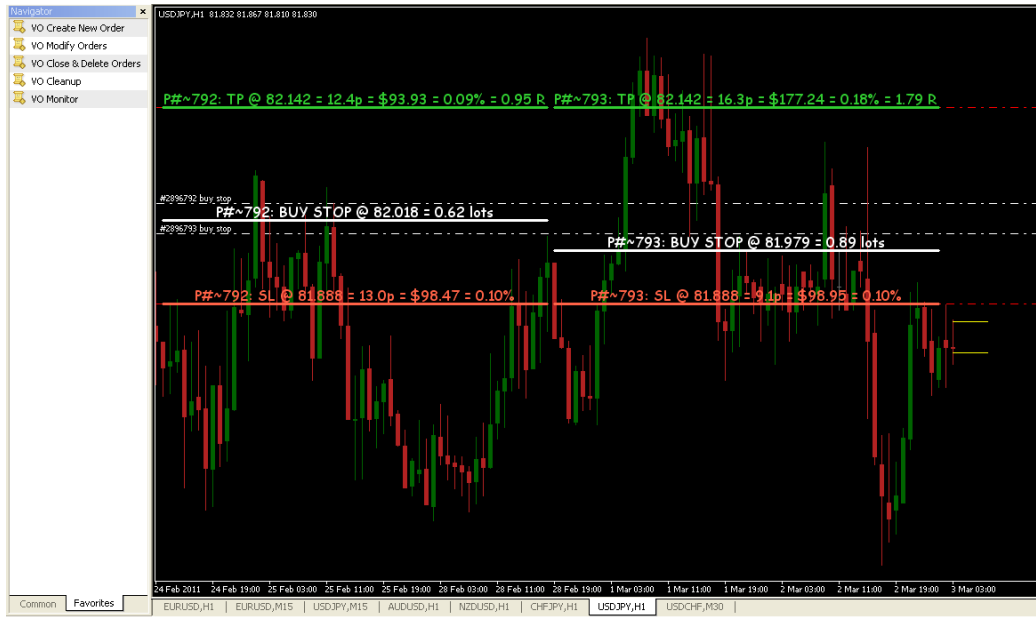 Navigator
VO Create New Order
VO Modify Orders
VO Close & Delete Orders
VO Cleanup
VO Monitor
Common
Favorites
USDJPY,H1 81.832 81.867 81.810 81.830
P#~792: TP @ 82.142 = 12.4p = $93.93 = 0.09% = 0.95 R
P#~793: TP @ 82.142 = 16.3p = $177.24 = 0.18% = 1.79 R
#2896792 buy stop
P#~792: BUY STOP @ 82.018 = 0.62 lots
#2896793 buy stop
P#~793: BUY STOP @ 81.979 = 0.89 lots
P#~792: SL @ 81.888 = 13.0p = $98.47 = 0.10%
P#~793: SL @ 81.888 = 9.1p = $98.95 = 0.10%
24 Feb 2011 24 Feb 19:00 25 Feb 03:00 25 Feb 11:00 25 Feb 19:00 28 Feb 03:00 28 Feb 11:00 28 Feb 19:00 1 Mar 03:00 1 Mar 11:00 1 Mar 19:00 2 Mar 03:00 2 Mar 11:00 2 Mar 19:00 3 Mar 03:00
EURUSD,H1 | EURUSD,M15 | USDJPY,M15 | AUDUSD,H1 | NZDUSD,H1 | CHFJPY,H1 USDJPY,H1 USDCHF,M30 |